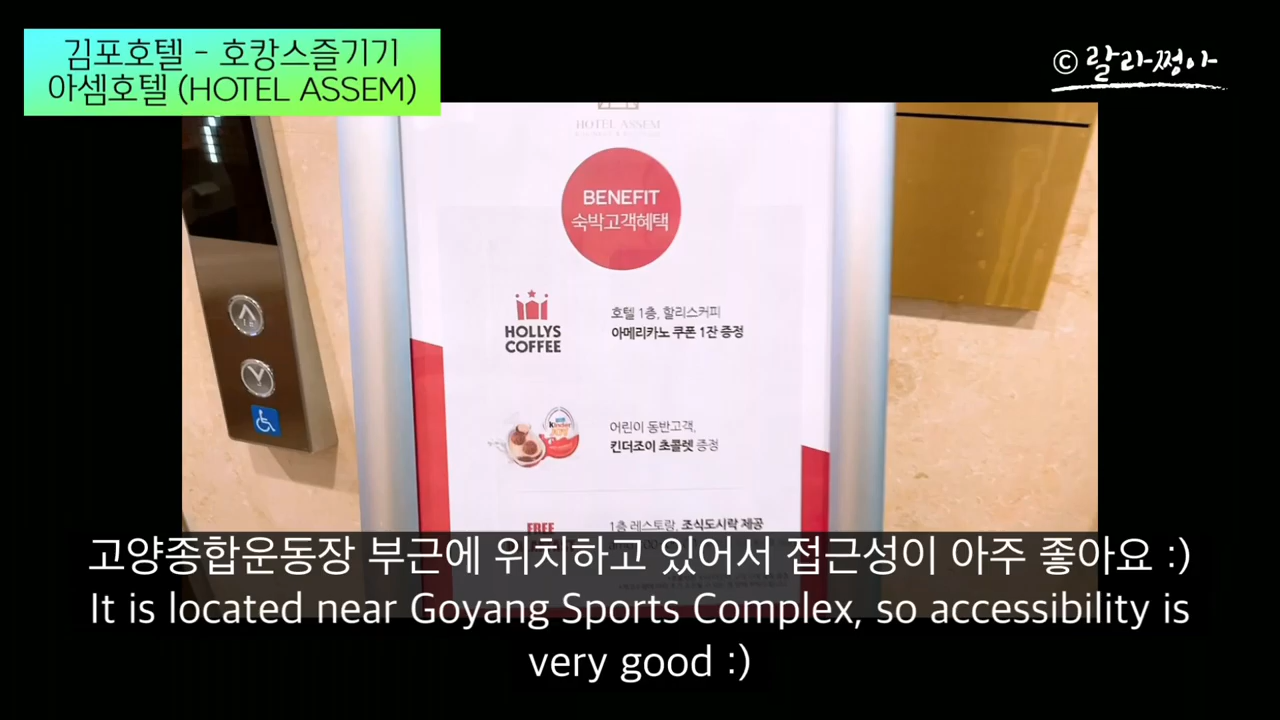 김포호텔 - 호캉스즐기기
아셈호텔 (HOTEL ASSEM)
© 랄라쩡아
HOTEL ASSEM
BENEFIT
숙박고객혜택
HOLLYS
COFFEE
호텔 1층, 할리스커피
아메리카노 쿠폰 1잔 증정
Kinder
JOY
어린이 동반고객,
킨더조이 초콜렛 증정
FREE
1층 레스토랑, 조식도시락 제공
고양종합운동장 부근에 위치하고 있어서 접근성이 아주 좋아요 :)
It is located near Goyang Sports Complex, so accessibility is
very good :)